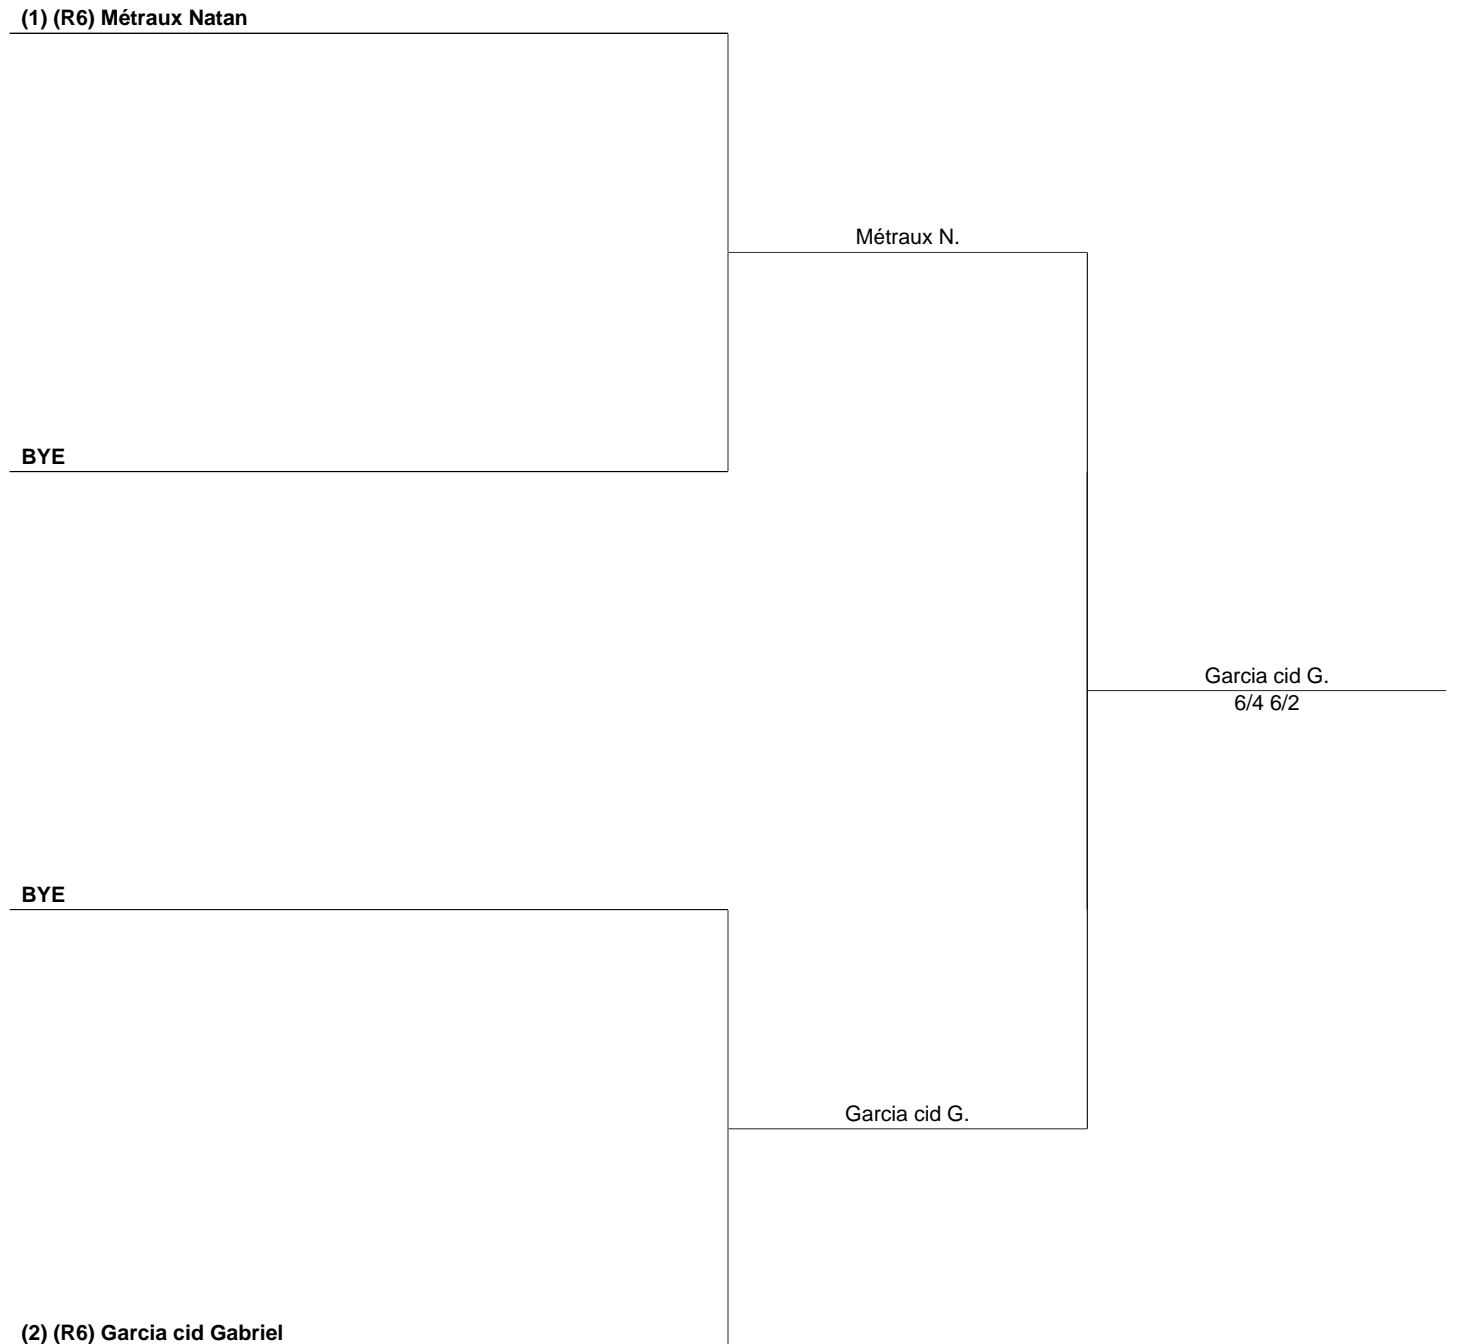 (1) (R6) Métraux Natan
Métraux N.
BYE
Garcia cid G.
6/4 6/2
BYE
Garcia cid G.
(2) (R6) Garcia cid Gabriel